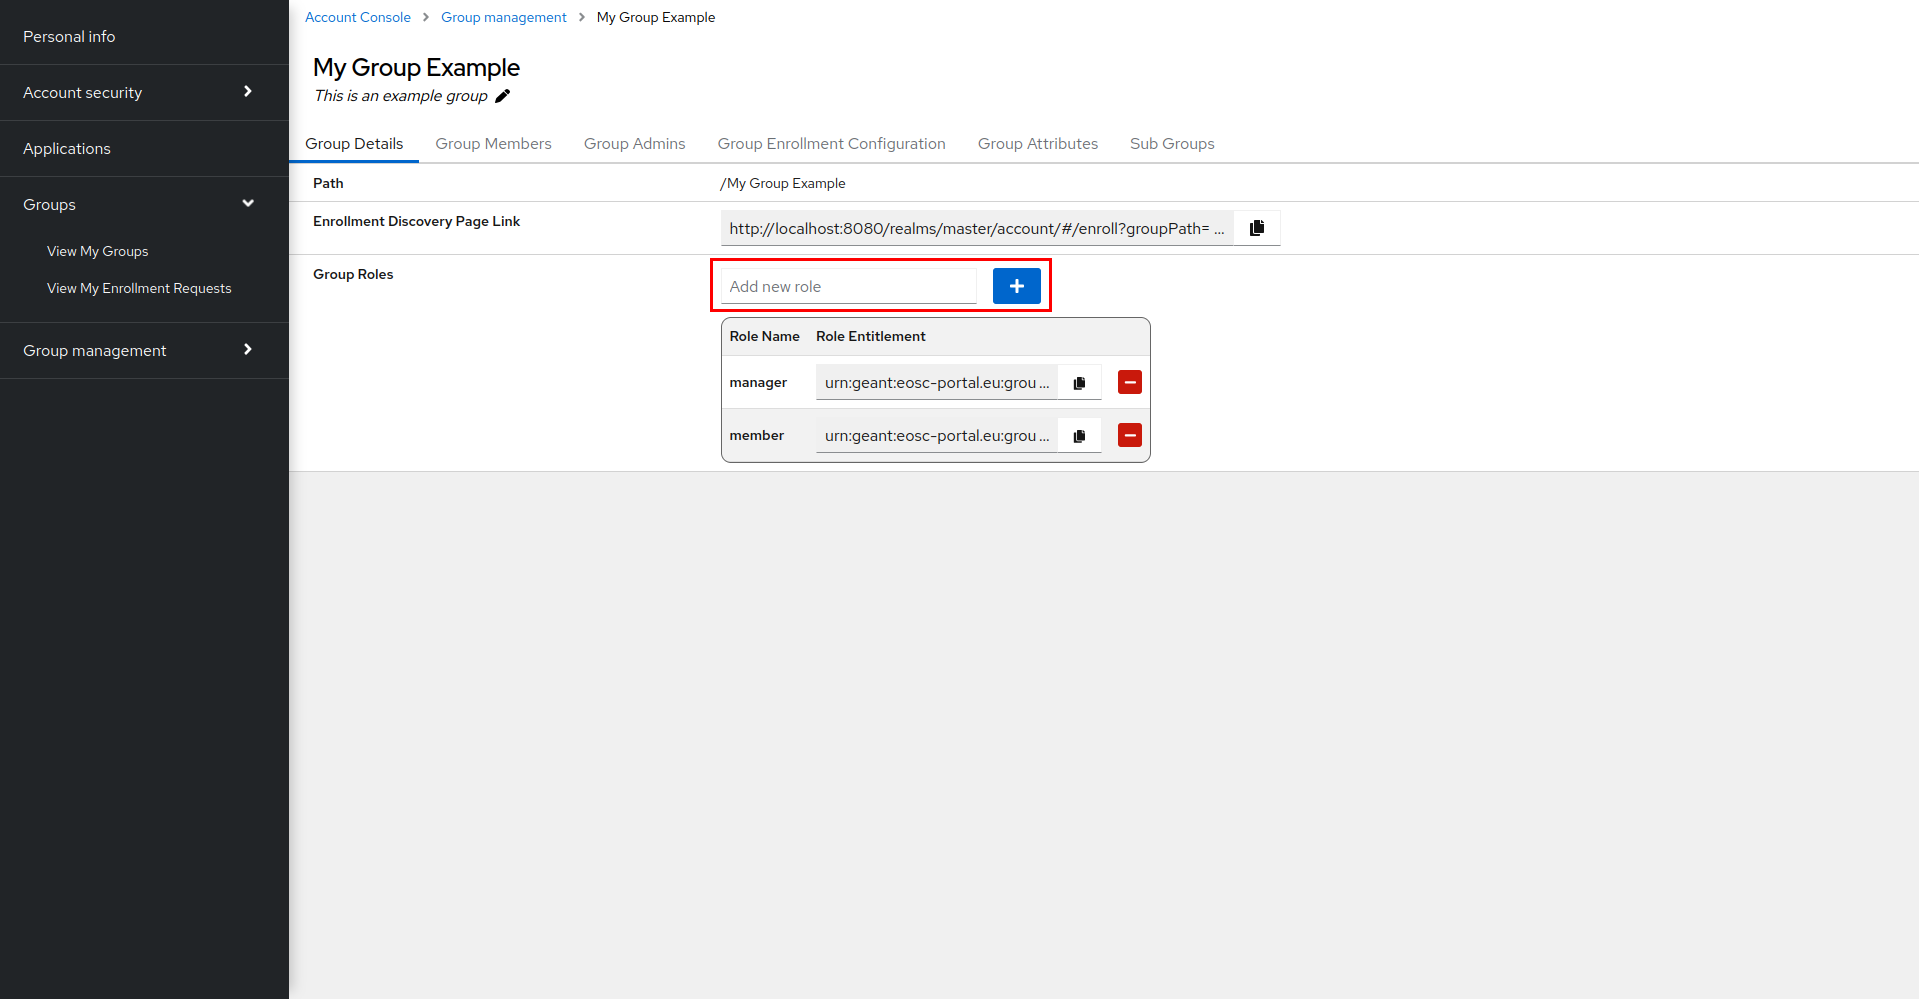 Personal info
Account security
Applications
Groups
View My Groups
View My Enrollment Requests
Group management
Account Console > Group management > My Group Example
My Group Example
This is an example group
Group Details Group Members Group Admins Group Enrollment Configuration Group Attributes Sub Groups
Path /My Group Example
Enrollment Discovery Page Link http://localhost:8080/realms/master/account/#/enroll?groupPath= ...
Group Roles Add new role
Role Name Role Entitlement
manager urn:geant:eosc-portal.eu:grou ...
member urn:geant:eosc-portal.eu:grou ...